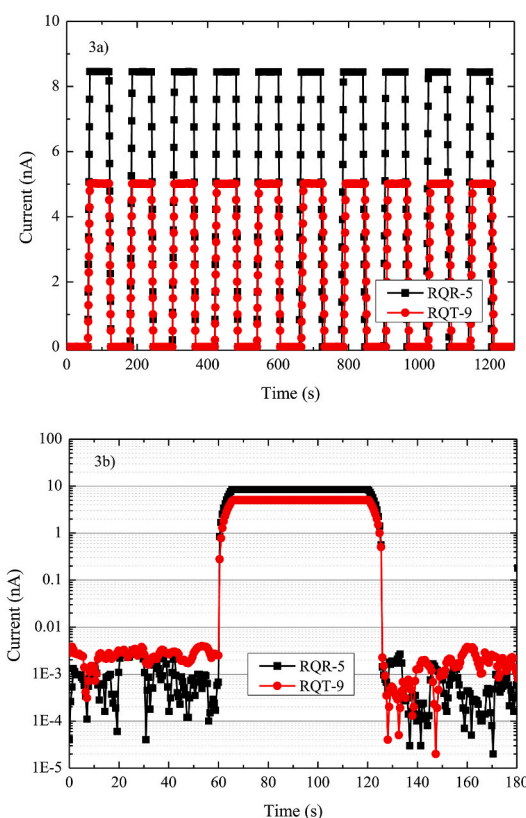 3a)
10
8
6
4
2
0
Current (nA)
RQR-5
RQT-9
0 200 400 600 800 1000 1200
Time (s)
3b)
100
10
1
0.1
0.01
1E-3
1E-4
1E-5
Current (nA)
RQR-5
RQT-9
0 20 40 60 80 100 120 140 160 180
Time (s)